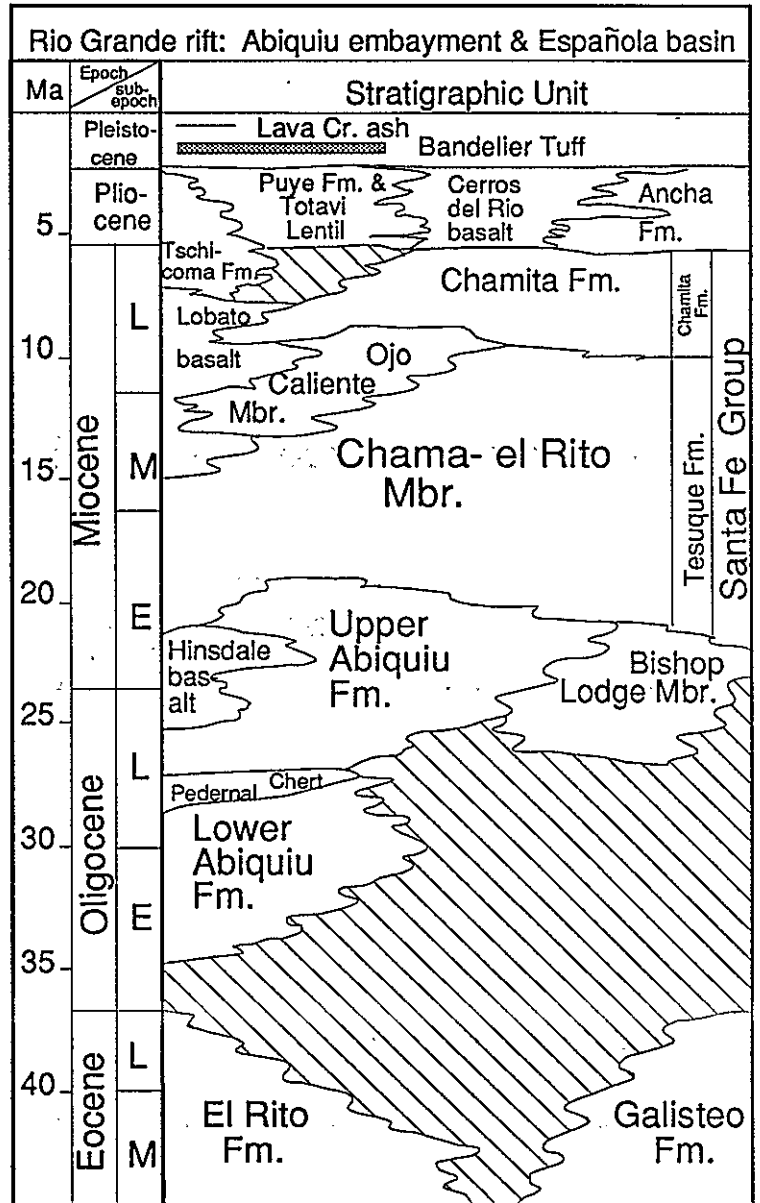 Rio Grande rift: Abiquiu embayment & Española basin
Ma
Epoch
sub-
epoch
Stratigraphic Unit
Pleisto-
cene
Lava Cr. ash
Bandelier Tuff
Plio-
cene
5
Puye Fm. &
Totavi
Lentil
Cerros
del Rio
basalt
Ancha
Fm.
Tschi-
coma Fm.
Chamita Fm.
Chamita
Fm.
L
Lobato
basalt
10
Ojo
Caliente
Mbr.
Miocene
M
15
Chama- el Rito
Mbr.
Tesuque Fm.
Santa Fe Group
20
E
Upper
Abiquiu
Fm.
Hinsdale
bas-
alt
Bishop
Lodge Mbr.
25
L
Pedernal Chert
Oligocene
Lower
Abiquiu
Fm.
30
E
35
Eocene
L
40
M
El Rito
Fm.
Galisteo
Fm.